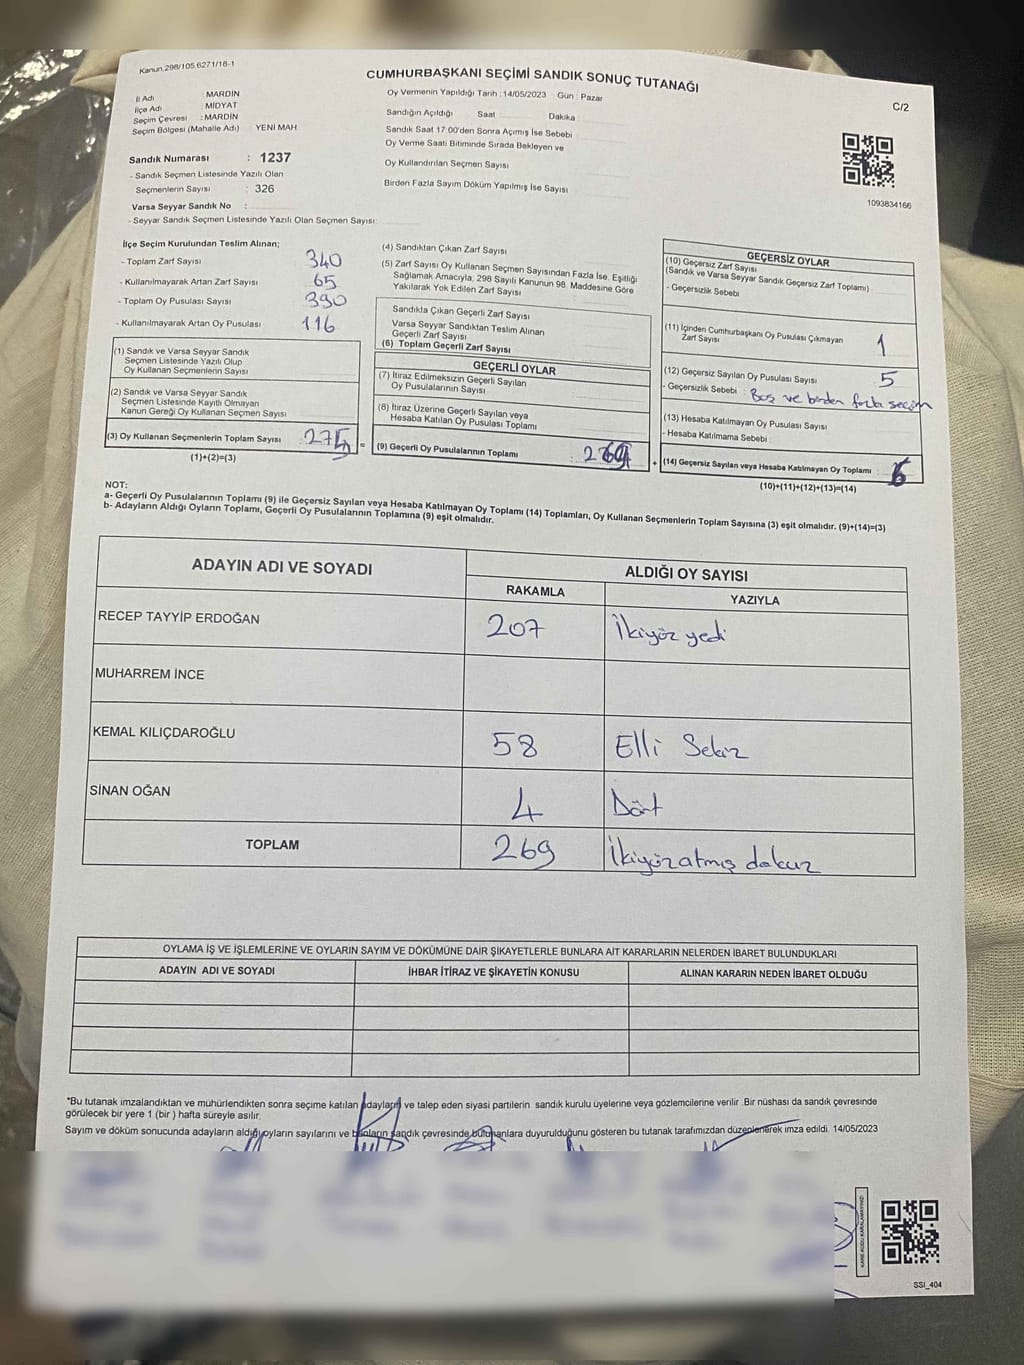 Kanun 298/105.6271/16-1
CUMHURBAŞKANI SEÇİMİ SANDIK SONUÇ TUTANAĞI
C/2
İl Adı : MARDİN
İlçe Adı : MİDYAT
Seçim Çevresi : MARDİN
Seçim Bölgesi (Mahalle Adı) YENİ MAH
Sandık Numarası : 1237
- Sandık Seçmen Listesinde Yazılı Olan
Seçmenlerin Sayısı : 326
Varsa Seyyar Sandık No :
- Seyyar Sandık Seçmen Listesinde Yazılı Olan Seçmen Sayısı:
Oy Vermenin Yapıldığı Tarih : 14/05/2023 Gün : Pazar
Sandığın Açıldığı Saat Dakika
Sandık Saat 17:00'den Sonra Açımış İse Sebebi
Oy Verme Saati Bitiminde Sırada Bekleyen ve
Oy Kullandırılan Seçmen Sayısı
Birden Fazla Sayım Döküm Yapılmış İse Sayısı
1093834166
İlçe Seçim Kurulundan Teslim Alınan;
- Toplam Zarf Sayısı 340
- Kullanılmayarak Artan Zarf Sayısı 65
- Toplam Oy Pusulası Sayısı 390
- Kullanılmayarak Artan Oy Pusulası 116
(1) Sandık ve Varsa Seyyar Sandık
Seçmen Listesinde Yazılı Olup
Oy Kullanan Seçmenlerin Sayısı
(2) Sandık ve Varsa Seyyar Sandık
Seçmen Listesinde Kayıtlı Olmayan
Kanun Gereği Oy Kullanan Seçmen Sayısı
(3) Oy Kullanan Seçmenlerin Toplam Sayısı : 275 =
(1)+(2)=(3)
(4) Sandıktan Çıkan Zarf Sayısı
(5) Zarf Sayısı Oy Kullanan Seçmen Sayısından Fazla İse, Eşitliği
Sağlamak Amacıyla; 298 Sayılı Kanunun 98. Maddesine Göre
Yakılarak Yok Edilen Zarf Sayısı
Sandıkta Çıkan Geçerli Zarf Sayısı
Varsa Seyyar Sandıktan Teslim Alınan
Geçerli Zarf Sayısı
(6) Toplam Geçerli Zarf Sayısı
GEÇERLİ OYLAR
(7) İtiraz Edilmeksizin Geçerli Sayılan
Oy Pusulalarının Sayısı
(8) İtiraz Üzerine Geçerli Sayılan veya
Hesaba Katılan Oy Pusulası Toplamı
(9) Geçerli Oy Pusulalarının Toplamı : 269 +
GEÇERSİZ OYLAR
(10) Geçersiz Zarf Sayısı
(Sandık ve Varsa Seyyar Sandık Geçersiz Zarf Toplamı)
- Geçersizlik Sebebi
(11) İçinden Cumhurbaşkanı Oy Pusulası Çıkmayan
Zarf Sayısı 1
(12) Geçersiz Sayılan Oy Pusulası Sayısı 5
- Geçersizlik Sebebi : Boş ve birden fazla seçim
(13) Hesaba Katılmayan Oy Pusulası Sayısı
- Hesaba Katılmama Sebebi
(14) Geçersiz Sayılan veya Hesaba Katılmayan Oy Toplamı : 6
(10)+(11)+(12)+(13)=(14)
NOT:
a- Geçerli Oy Pusulalarının Toplamı (9) ile Geçersiz Sayılan veya Hesaba Katılmayan Oy Toplamı (14) Toplamları, Oy Kullanan Seçmenlerin Toplam Sayısına (3) eşit olmalıdır. (9)+(14)=(3)
b- Adayların Aldığı Oyların Toplamı, Geçerli Oy Pusulalarının Toplamına (9) eşit olmalıdır.
ADAYIN ADI VE SOYADI ALDIĞI OY SAYISI
RAKAMLA YAZIYLA
RECEP TAYYİP ERDOĞAN 207 İkiyüz yedi
MUHARREM İNCE
KEMAL KILIÇDAROĞLU 58 Elli Sekiz
SİNAN OĞAN 4 Dört
TOPLAM 269 İkiyüzatmış dokuz
OYLAMA İŞ VE İŞLEMLERİNE VE OYLARIN SAYIM VE DÖKÜMÜNE DAİR ŞİKAYETLERLE BUNLARA AİT KARARLARIN NELERDEN İBARET BULUNDUKLARI
ADAYIN ADI VE SOYADI İHBAR İTİRAZ VE ŞİKAYETİN KONUSU ALINAN KARARIN NEDEN İBARET OLDUĞU
*Bu tutanak imzalandıktan ve mühürlendikten sonra seçime katılan adayların ve talep eden siyasi partilerin sandık kurulu üyelerine veya gözlemcilerine verilir .Bir nüshası da sandık çevresinde
görülecek bir yere 1 (bir ) hafta süreyle asılır.
Sayım ve döküm sonucunda adayların aldığı oyların sayılarını ve bunların sandık çevresinde bulunanlara duyurulduğunu gösteren bu tutanak tarafımızdan düzenlenerek imza edildi. 14/05/2023
KARE KODU KARALAMAYINIZ!
SSI_404